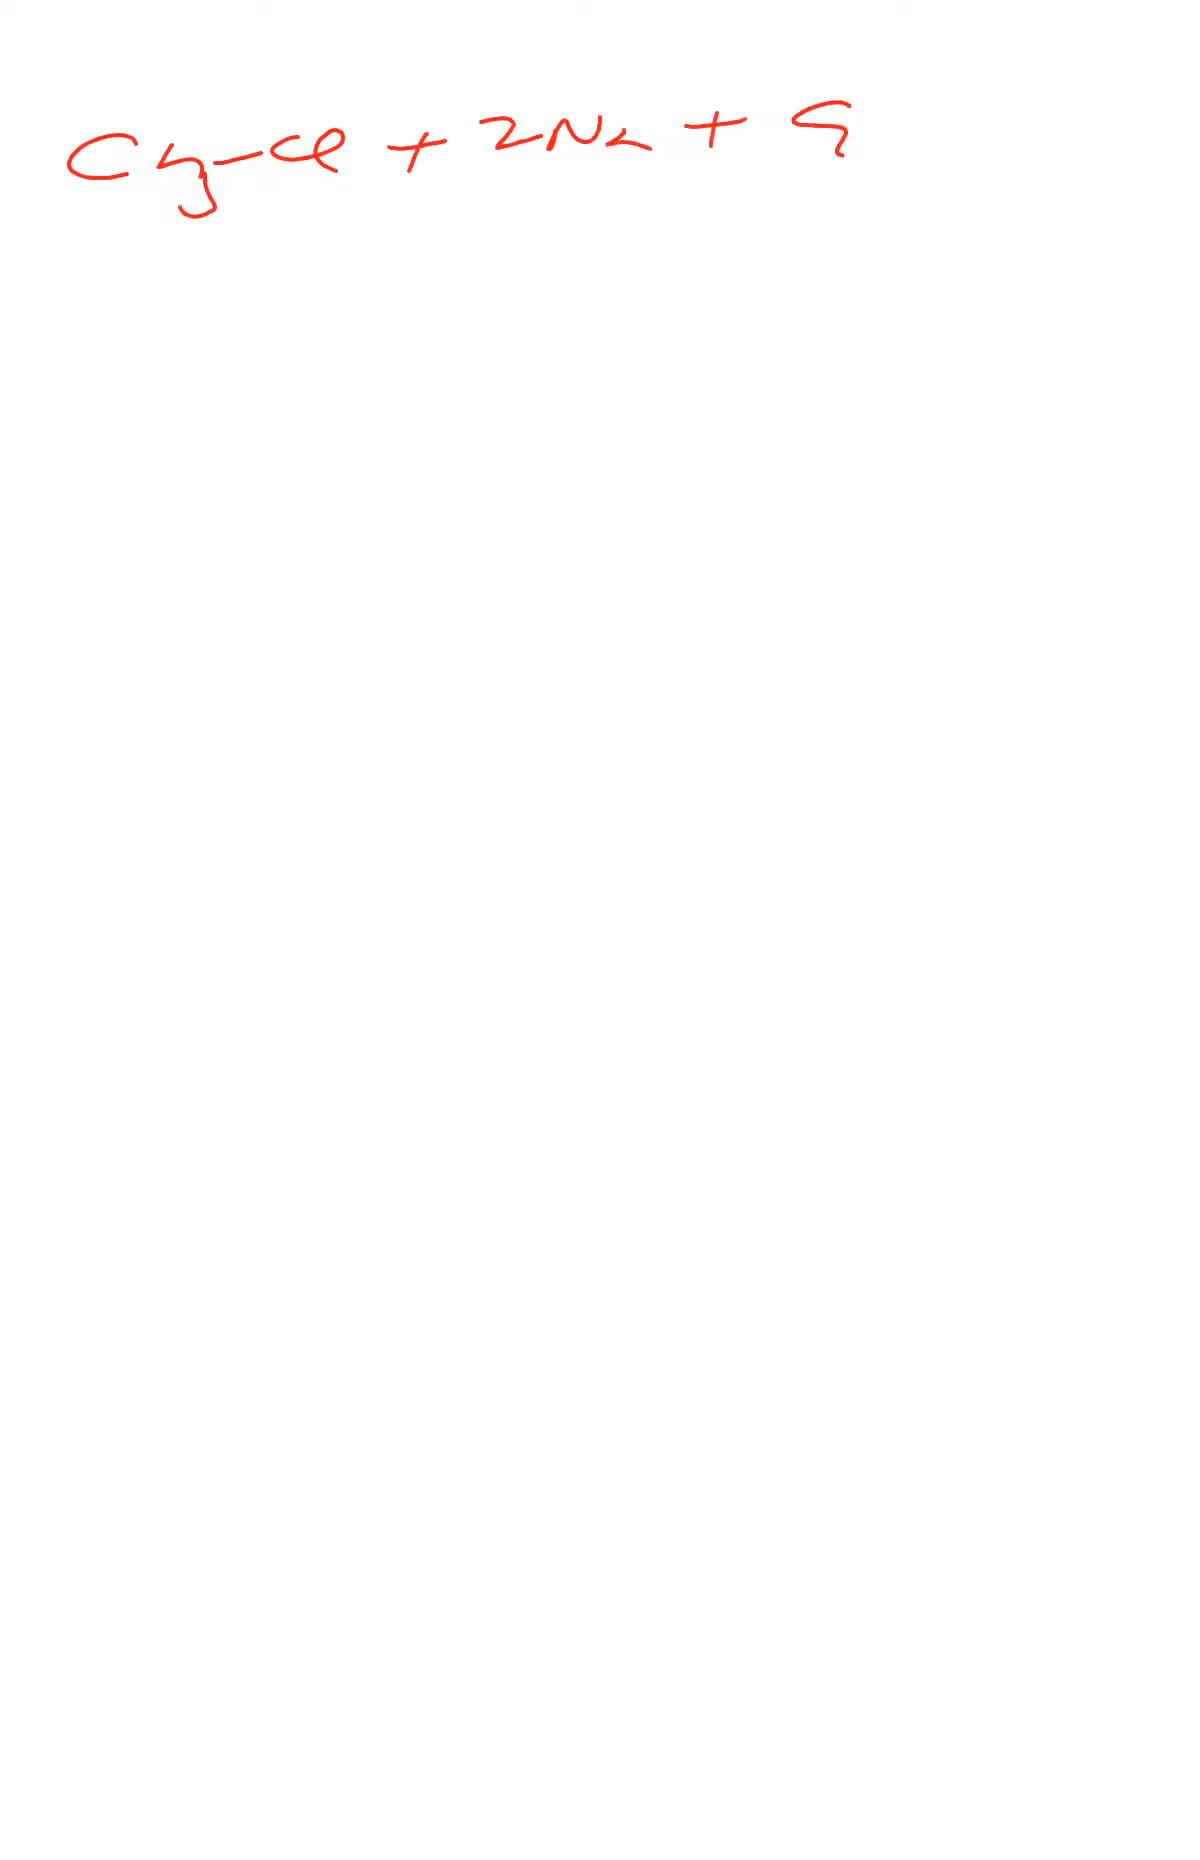 CH3-Cl + 2Na +